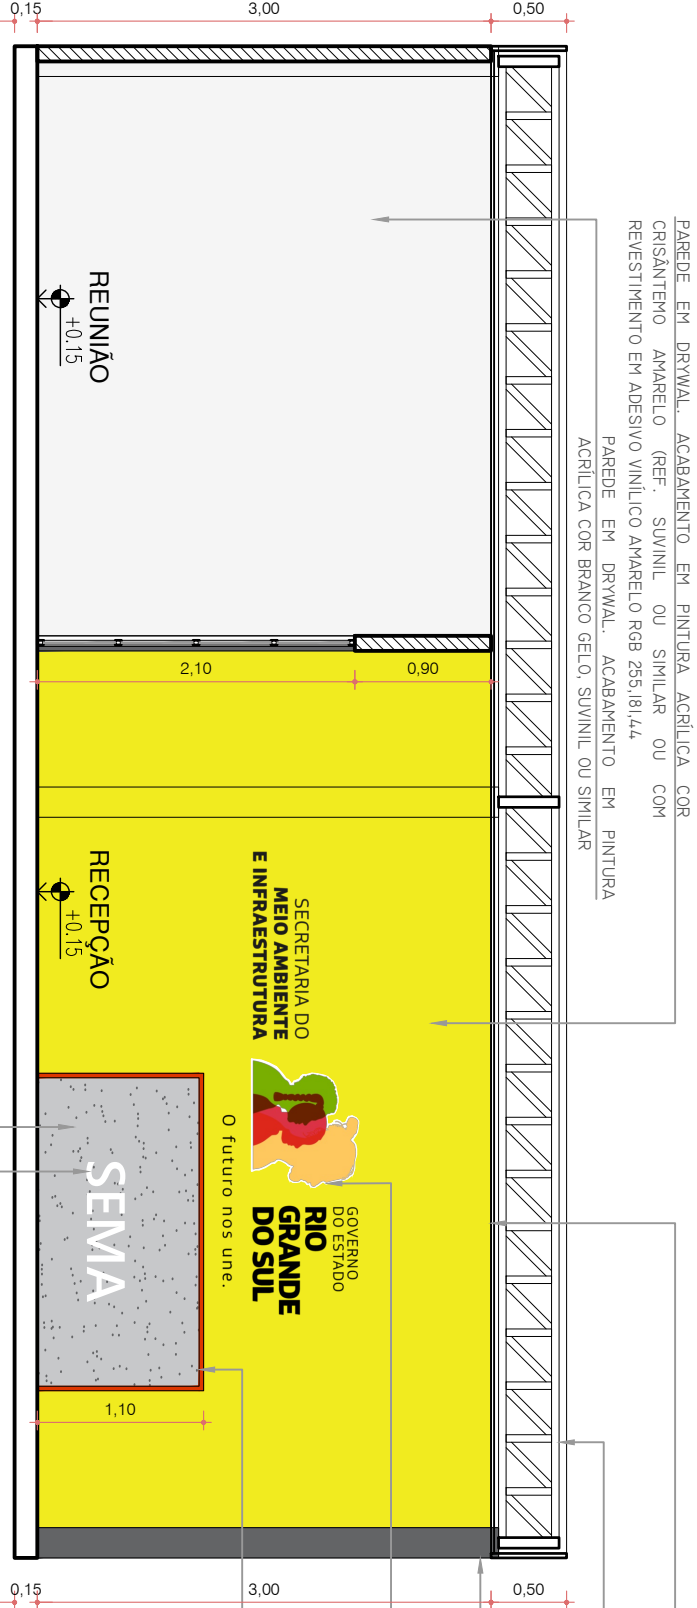 0,15
3,00
0,50
PAREDE EM DRYWAL. ACABAMENTO EM PINTURA ACRÍLICA COR
CRISÂNTEMO AMARELO (REF. SUVINIL OU SIMILAR OU COM
REVESTIMENTO EM ADESIVO VINÍLICO AMARELO RGB 255,181,44
PAREDE EM DRYWAL. ACABAMENTO EM PINTURA
ACRÍLICA COR BRANCO GELO, SUVINIL OU SIMILAR
REUNIÃO
+0.15
2,10
0,90
RECEPÇÃO
+0.15
SECRETARIA DO
MEIO AMBIENTE
E INFRAESTRUTURA
GOVERNO
DO ESTADO
RIO
GRANDE
DO SUL
O futuro nos une.
SEMA
1,10
0,15
3,00
0,50